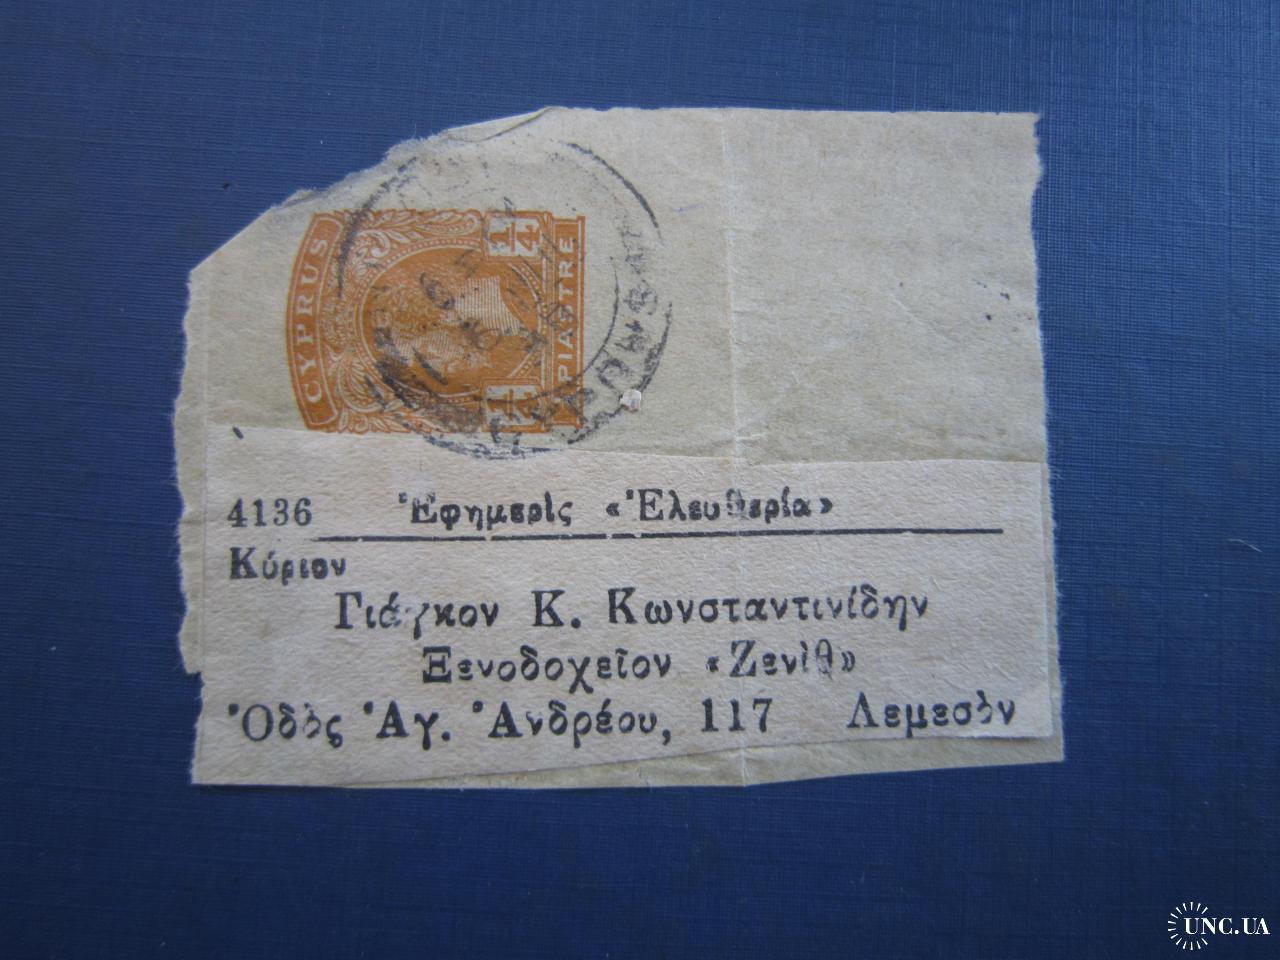 CYPRUS
1/4
1/4
PIASTRE
4136 Ἐφημερὶς «Ἐλευθερία»
Κύριον
Γιάγκον Κ. Κωνσταντινίδην
Ξενοδοχεῖον «Ζενὶθ»
Ὁδὸς Ἁγ. Ἀνδρέου, 117 Λεμεσὸν
UNC.UA